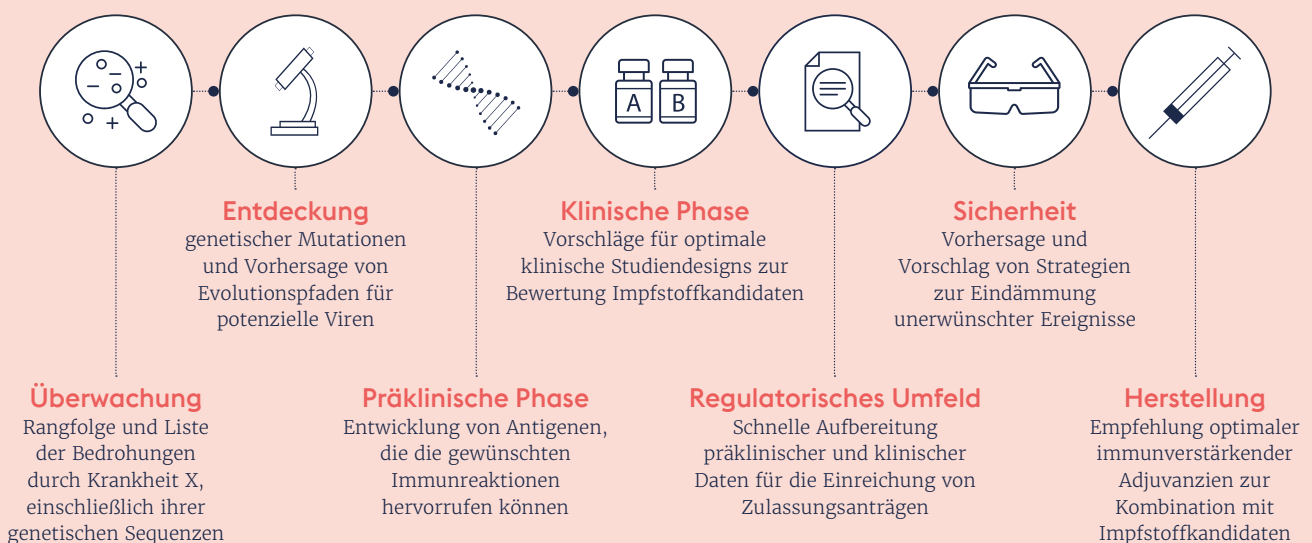 A
B
Überwachung
Rangfolge und Liste
der Bedrohungen
durch Krankheit X,
einschließlich ihrer
genetischen Sequenzen
Entdeckung
genetischer Mutationen
und Vorhersage von
Evolutionspfaden für
potenzielle Viren
Präklinische Phase
Entwicklung von Antigenen,
die die gewünschten
Immunreaktionen
hervorrufen können
Klinische Phase
Vorschläge für optimale
klinische Studiendesigns zur
Bewertung Impfstoffkandidaten
Regulatorisches Umfeld
Schnelle Aufbereitung
präklinischer und klinischer
Daten für die Einreichung von
Zulassungsanträgen
Sicherheit
Vorhersage und
Vorschlag von Strategien
zur Eindämmung
unerwünschter Ereignisse
Herstellung
Empfehlung optimaler
immunverstärkender
Adjuvanzien zur
Kombination mit
Impfstoffkandidaten